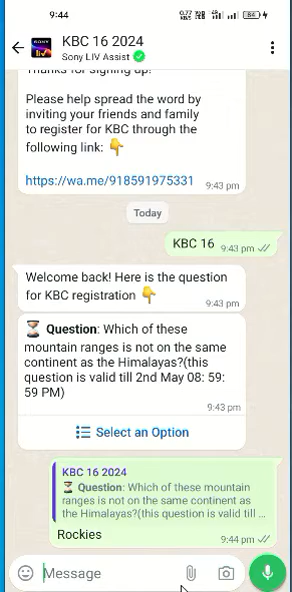 9:44
KBC 16 2024
Sony LIV Assist
Thanks for signing up!
Please help spread the word by
inviting your friends and family
to register for KBC through the
following link: 👇
https://wa.me/918591975331 9:43 pm
Today
KBC 16 9:43 pm
Welcome back! Here is the question
for KBC registration 👇
9:43 pm
⏳ Question: Which of these
mountain ranges is not on the same
continent as the Himalayas?(this
question is valid till 2nd May 08: 59:
59 PM)
9:43 pm
Select an Option
KBC 16 2024
⏳ Question: Which of these mountain
ranges is not on the same continent as
the Himalayas?(this question is valid till ...
Rockies
9:44 pm
Message